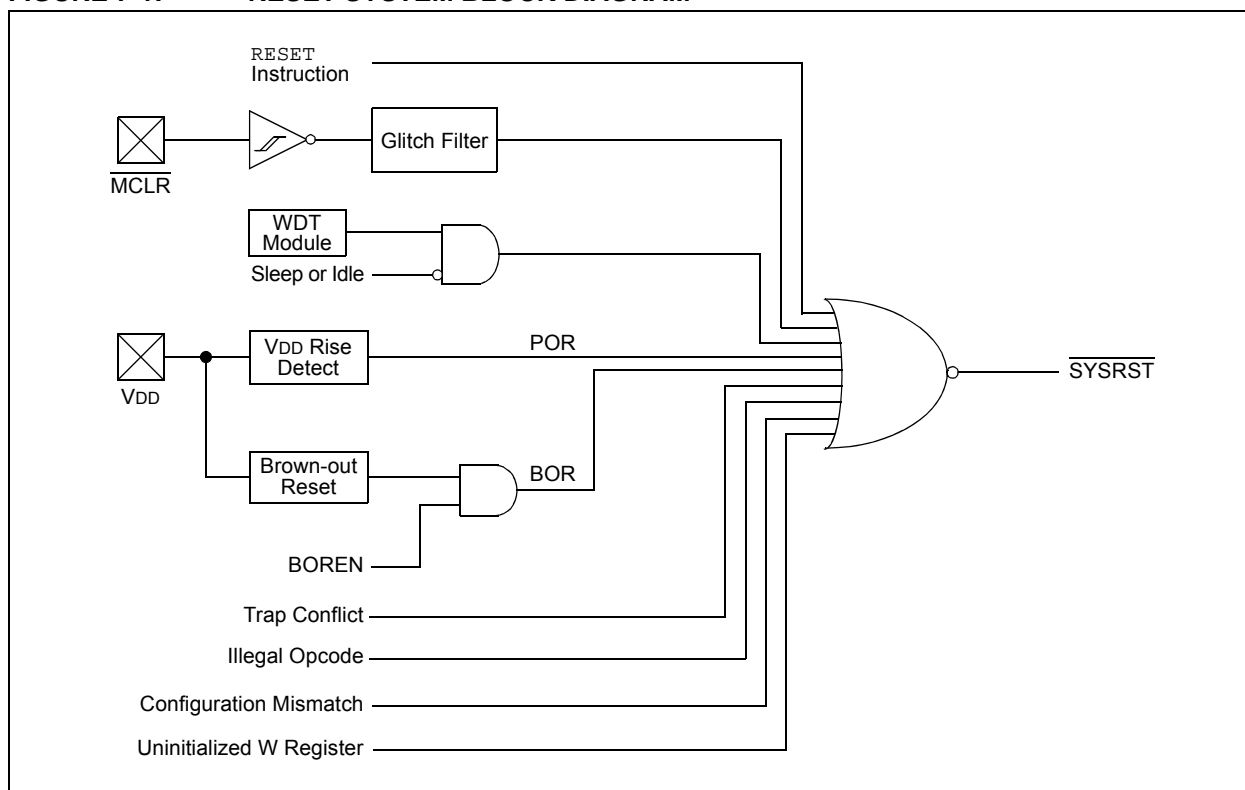 RESET
Instruction
Glitch Filter
MCLR
WDT
Module
Sleep or Idle
VDD Rise
Detect
POR
VDD
SYSRST
Brown-out
Reset
BOR
BOREN
Trap Conflict
Illegal Opcode
Configuration Mismatch
Uninitialized W Register